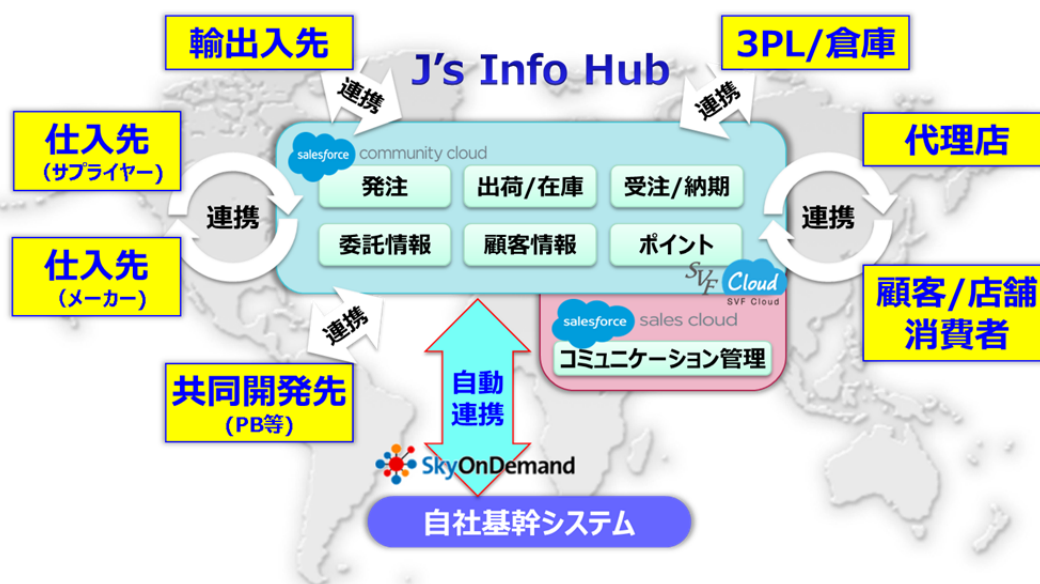 輸出入先
3PL/倉庫
J's Info Hub
連携
連携
仕入先
（サプライヤー）
代理店
salesforce community cloud
発注
出荷/在庫
受注/納期
連携
連携
委託情報
顧客情報
ポイント
仕入先
（メーカー）
SVF Cloud
SVF Cloud
顧客/店舗
消費者
salesforce sales cloud
連携
コミュニケーション管理
共同開発先
(PB等)
自動
連携
SkyOnDemand
自社基幹システム